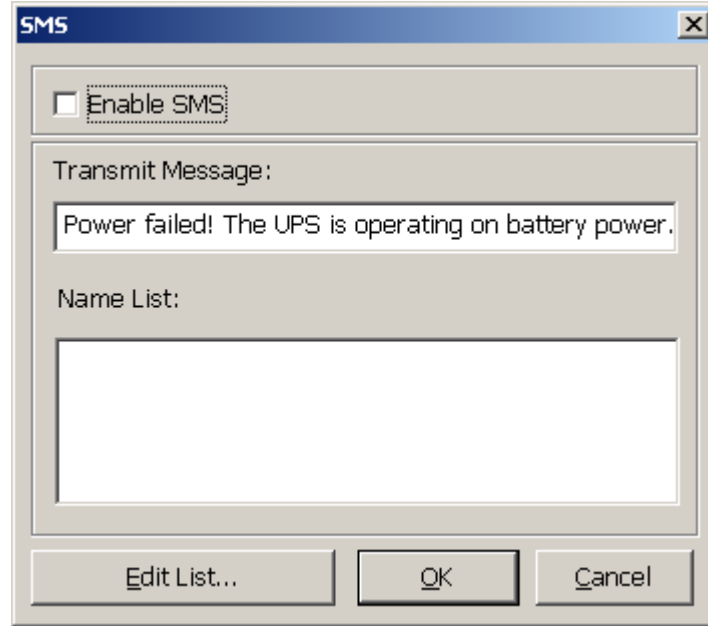 SMS
Enable SMS
Transmit Message:
Power failed! The UPS is operating on battery power.
Name List:
Edit List... OK Cancel